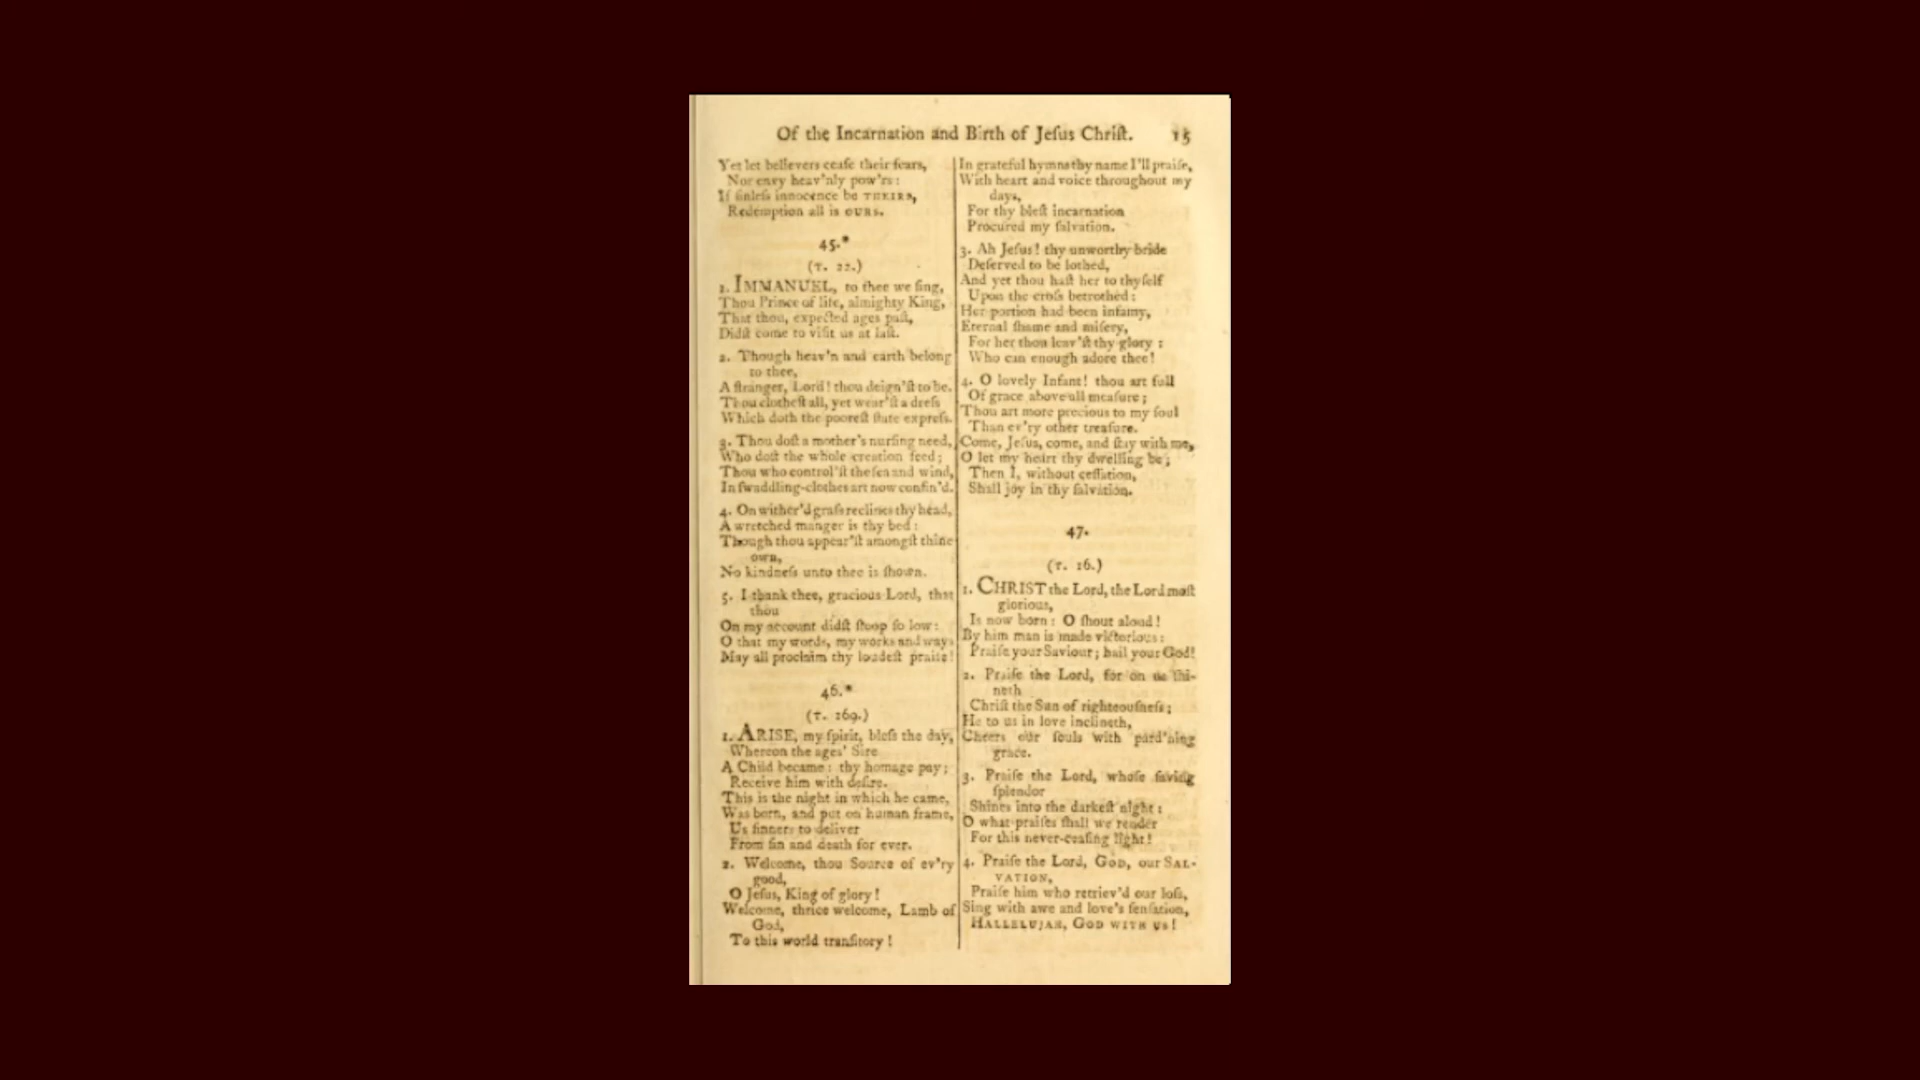 Of the Incarnation and Birth of Jeſus Chriſt. 15
Yet let believers ceaſe their fears,
Nor envy heav'nly pow'rs:
If ſinleſs innocence be THEIRS,
Redemption all is OURS.
45.*
(T. 22.)
1. IMMANUEL, to thee we ſing,
Thou Prince of life, almighty King,
That thou, expected ages paſt,
Didſt come to viſit us at laſt.
2. Though heav'n and earth belong
to thee,
A ſtranger, Lord! thou deign'ſt to be.
Thou clotheſt all, yet wear'ſt a dreſs
Which doth the pooreſt ſtate expreſs.
3. Thou doſt a mother's nurſing need,
Who doſt the whole creation feed;
Thou who control'ſt the ſea and wind,
In ſwaddling-clothes art now confin'd.
4. On wither'd graſs reclines thy head,
A wretched manger is thy bed:
Though thou appear'ſt amongſt thine
own,
No kindneſs unto thee is ſhown.
5. I thank thee, gracious Lord, that
thou
On my account didſt ſtoop ſo low:
O that my words, my works and ways
May all proclaim thy loudeſt praiſe!
46.*
(T. 169.)
1. ARISE, my ſpirit, bleſs the day,
Whereon the ages' Sire
A Child became: thy homage pay;
Receive him with deſire.
This is the night in which he came,
Was born, and put on human frame,
Us ſinners to deliver
From ſin and death for ever.
2. Welcome, thou Source of ev'ry
good,
O Jeſus, King of glory!
Welcome, thrice welcome, Lamb of
God,
To this world tranſitory!
In grateful hymns thy name I'll praiſe,
With heart and voice throughout my
days,
For thy bleſt incarnation
Procured my ſalvation.
3. Ah Jeſus! thy unworthy bride
Deſerved to be lothed,
And yet thou haſt her to thyſelf
Upon the croſs betrothed:
Her portion had been infamy,
Eternal ſhame and miſery,
For her thou leav'ſt thy glory:
Who can enough adore thee!
4. O lovely Infant! thou art full
Of grace above all meaſure;
Thou art more precious to my ſoul
Than ev'ry other treaſure.
Come, Jeſus, come, and ſtay with me,
O let my heart thy dwelling be;
Then I, without ceſſation,
Shall joy in thy ſalvation.
47.
(T. 16.)
1. CHRIST the Lord, the Lord moſt
glorious,
Is now born: O ſhout aloud!
By him man is made victorious:
Praiſe your Saviour; hail your God!
2. Praiſe the Lord, for on us ſhi-
neth
Chriſt the Sun of righteouſneſs;
He to us in love inclineth,
Cheers our ſouls with pard'ning
grace.
3. Praiſe the Lord, whoſe ſaving
ſplendor
Shines into the darkeſt night:
O what praiſes ſhall we render
For this never-ceaſing light!
4. Praiſe the Lord, GOD, our SAL-
VATION,
Praiſe him who retriev'd our loſs,
Sing with awe and love's ſenſation,
HALLELUJAH, GOD WITH US!